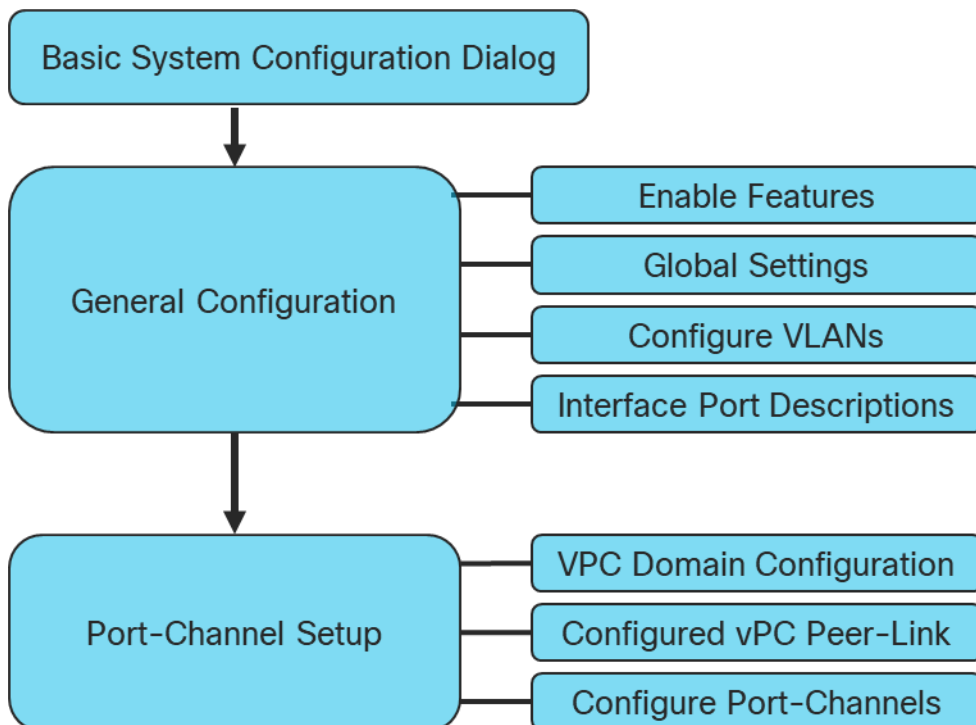 Basic System Configuration Dialog
General Configuration
Enable Features
Global Settings
Configure VLANs
Interface Port Descriptions
Port-Channel Setup
VPC Domain Configuration
Configured vPC Peer-Link
Configure Port-Channels